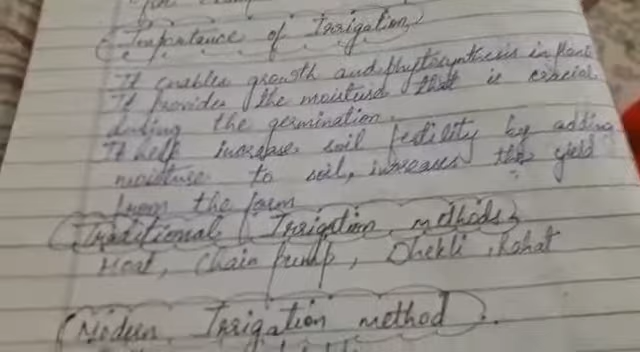 Importance of Irrigation
It enables growth and phytosynthesis in plant
It provides the moisture that is crucial
during the germination.
It help increase soil fertility by adding
moisture to soil, increases the yield
from the farm
Traditional Irrigation methods
Moat, Chain pump, Dhekli, Rahat
Modern Irrigation method